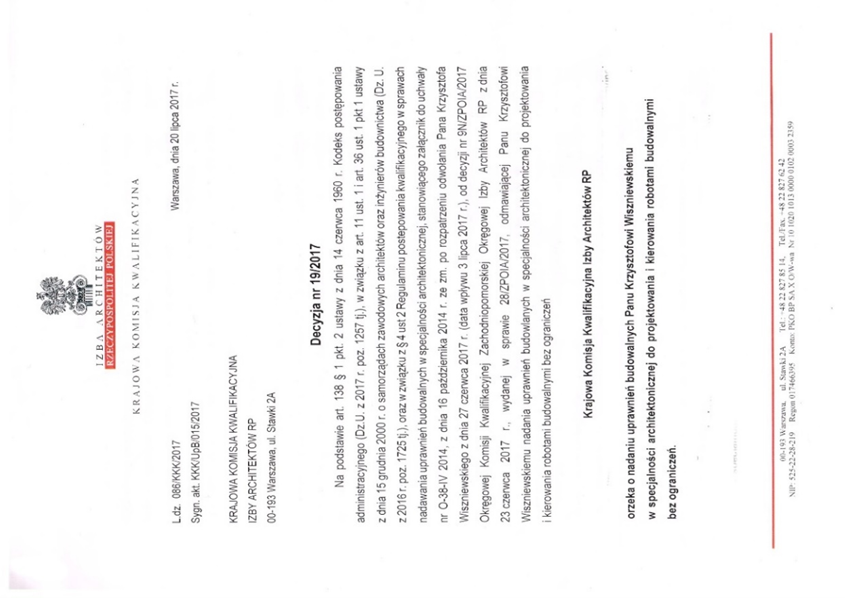 IZBA ARCHITEKTÓW
RZECZYPOSPOLITEJ POLSKIEJ
KRAJOWA KOMISJA KWALIFIKACYJNA
Warszawa, dnia 20 lipca 2017 r.
L.dz. 086/KKK/2017
Sygn. akt. KKK/UpB/015/2017
KRAJOWA KOMISJA KWALIFIKACYJNA
IZBY ARCHITEKTÓW RP
00-193 Warszawa, ul. Stawki 2A
Decyzja nr 19/2017
Na podstawie art. 138 § 1 pkt. 2 ustawy z dnia 14 czerwca 1960 r. Kodeks postępowania
administracyjnego (Dz.U. z 2017 r. poz. 1257 tj.), w związku z art. 11 ust. 1 i art. 36 ust. 1 pkt 1 ustawy
z dnia 15 grudnia 2000 r. o samorządach zawodowych architektów oraz inżynierów budownictwa (Dz. U.
z 2016 r. poz. 1725 tj.), oraz w związku z § 4 ust 2 Regulaminu postepowania kwalifikacyjnego w sprawach
nadawania uprawnień budowalnych w specjalności architektonicznej, stanowiącego załącznik do uchwały
nr O-38-IV 2014, z dnia 16 października 2014 r. ze zm. po rozpatrzeniu odwołania Pana Krzysztofa
Wiszniewskiego z dnia 27 czerwca 2017 r. (data wpływu 3 lipca 2017 r.), od decyzji nr 9N/ZPOIA/2017
Okręgowej Komisji Kwalifikacyjnej Zachodniopomorskiej Okręgowej Izby Architektów RP z dnia
23 czerwca 2017 r., wydanej w sprawie 28/ZPOIA/2017, odmawiającej Panu Krzysztofowi
Wiszniewskiemu nadania uprawnień budowlanych w specjalności architektonicznej do projektowania
i kierowania robotami budowalnymi bez ograniczeń
Krajowa Komisja Kwalifikacyjna Izby Architektów RP
orzeka o nadaniu uprawnień budowalnych Panu Krzysztofowi Wiszniewskiemu
w specjalności architektonicznej do projektowania i kierowania robotami budowalnymi
bez ograniczeń.
00-193 Warszawa, ul. Stawki 2A Tel.: +48 22 827 85 14, Tel./Fax. +48 22 827 62 42
NIP: 525-22-28-219 Regon 017466395 Konto: PKO BP SA X O/W-wa Nr 10 1020 1013 0000 0102 0003 2359